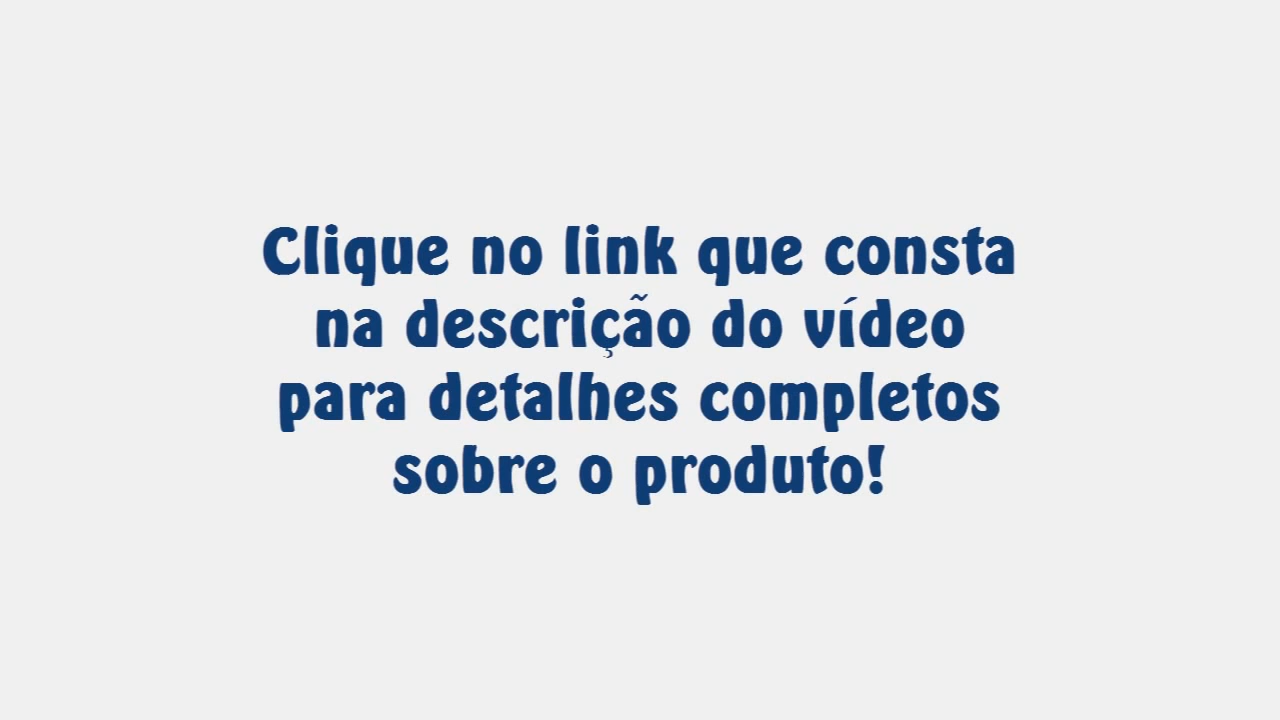 Clique no link que consta
na descrição do vídeo
para detalhes completos
sobre o produto!